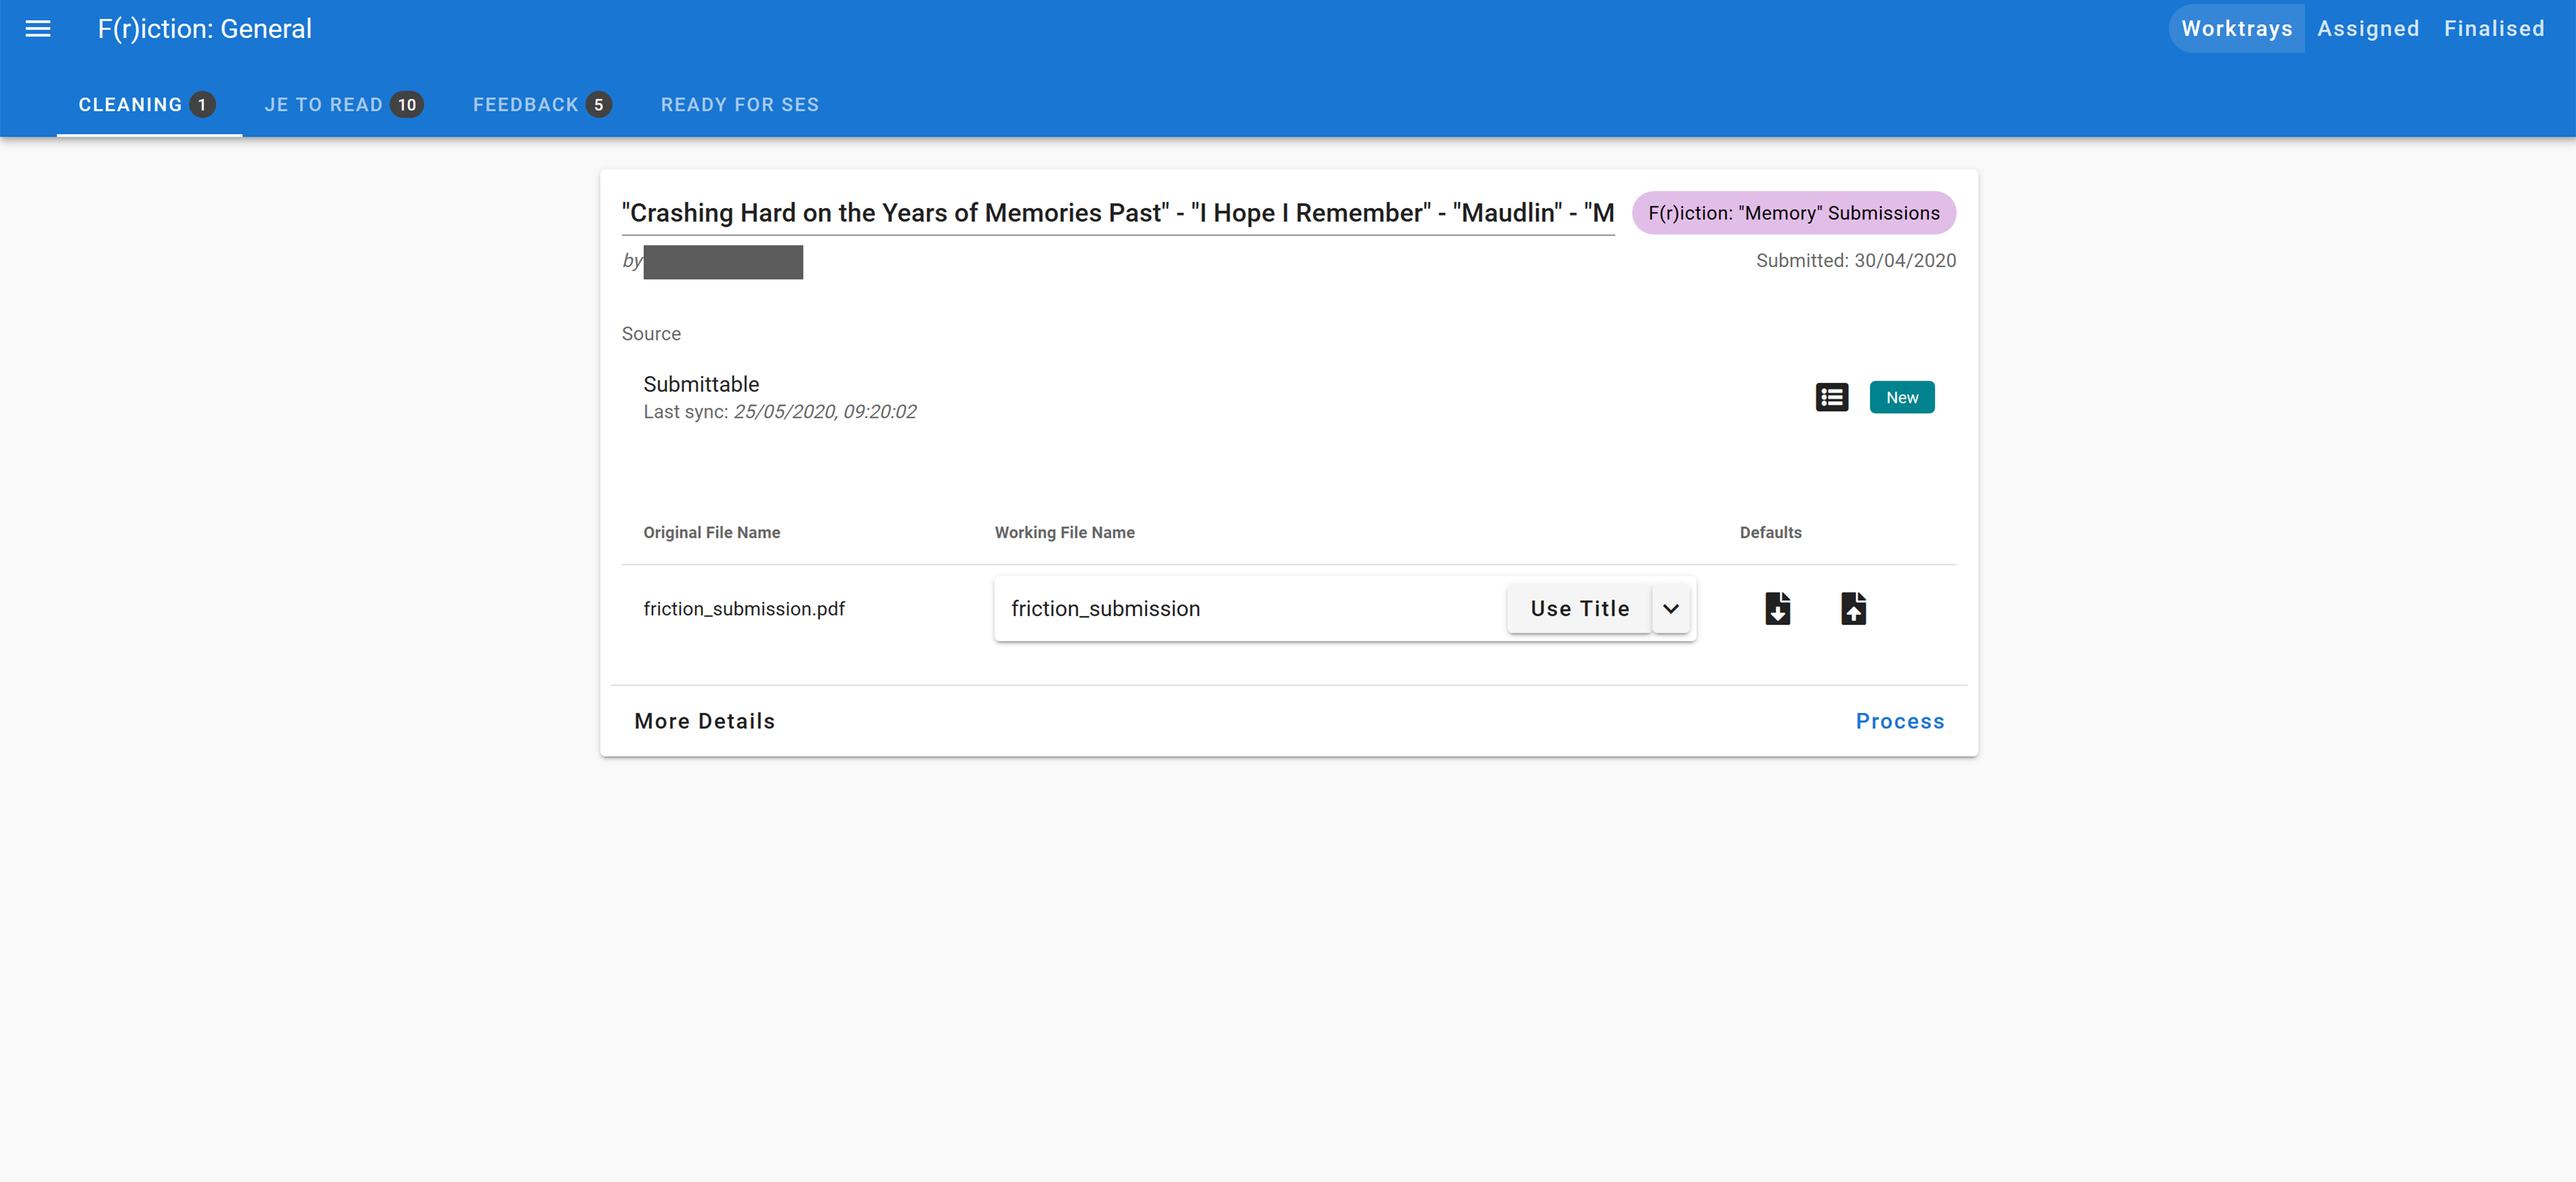 F(r)iction: General
Worktrays Assigned Finalised
CLEANING 1 JE TO READ 10 FEEDBACK 5 READY FOR SES
"Crashing Hard on the Years of Memories Past" - "I Hope I Remember" - "Maudlin" - "M
F(r)iction: "Memory" Submissions
by
Submitted: 30/04/2020
Source
Submittable
Last sync: 25/05/2020, 09:20:02
New
Original File Name Working File Name Defaults
friction_submission.pdf friction_submission Use Title
More Details Process